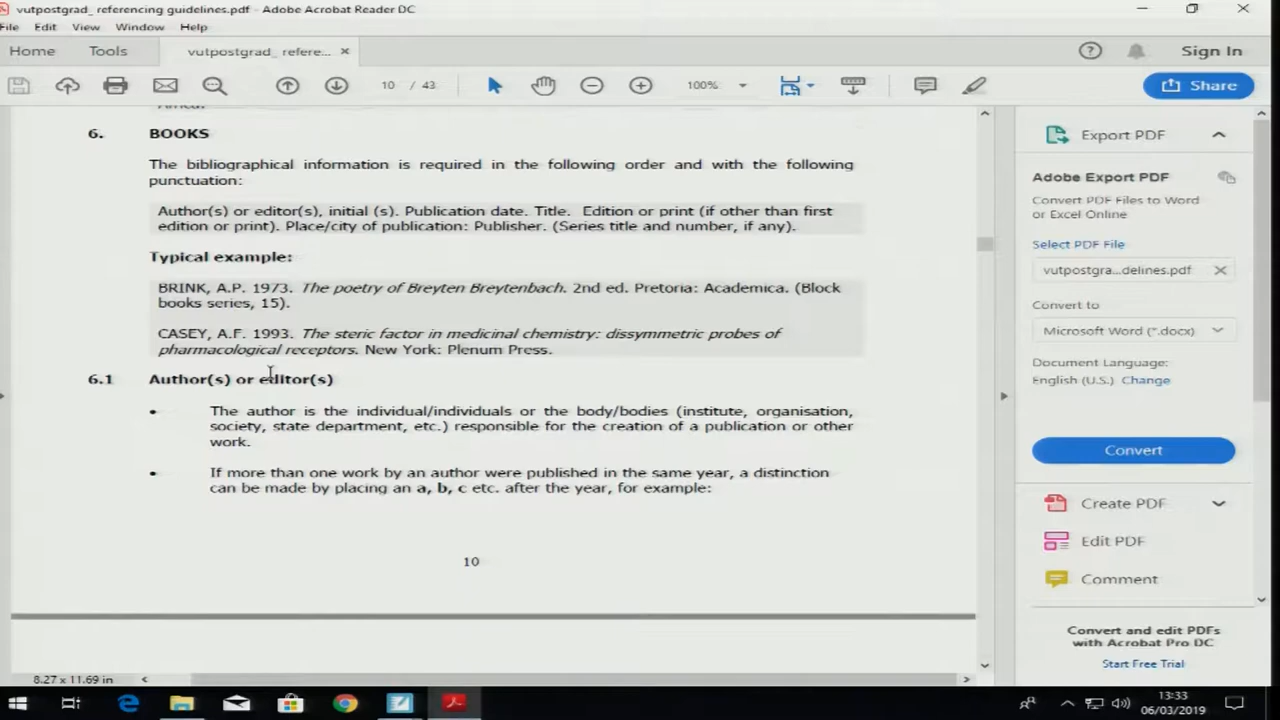 vutpostgrad_ referencing guidelines.pdf - Adobe Acrobat Reader DC
File Edit View Window Help
Home Tools vutpostgrad_ refere... × Sign In
10 / 43 100% Share
6. BOOKS
The bibliographical information is required in the following order and with the following
punctuation:
Author(s) or editor(s), initial (s). Publication date. Title. Edition or print (if other than first
edition or print). Place/city of publication: Publisher. (Series title and number, if any).
Typical example:
BRINK, A.P. 1973. The poetry of Breyten Breytenbach. 2nd ed. Pretoria: Academica. (Block
books series, 15).
CASEY, A.F. 1993. The steric factor in medicinal chemistry: dissymmetric probes of
pharmacological receptors. New York: Plenum Press.
6.1 Author(s) or editor(s)
• The author is the individual/individuals or the body/bodies (institute, organisation,
society, state department, etc.) responsible for the creation of a publication or other
work.
• If more than one work by an author were published in the same year, a distinction
can be made by placing an a, b, c etc. after the year, for example:
10
8.27 x 11.69 in
Export PDF
Adobe Export PDF
Convert PDF Files to Word
or Excel Online
Select PDF File
vutpostgra...delines.pdf ×
Convert to
Microsoft Word (*.docx)
Document Language:
English (U.S.) Change
Convert
Create PDF
Edit PDF
Comment
Convert and edit PDFs
with Acrobat Pro DC
Start Free Trial
13:33
06/03/2019